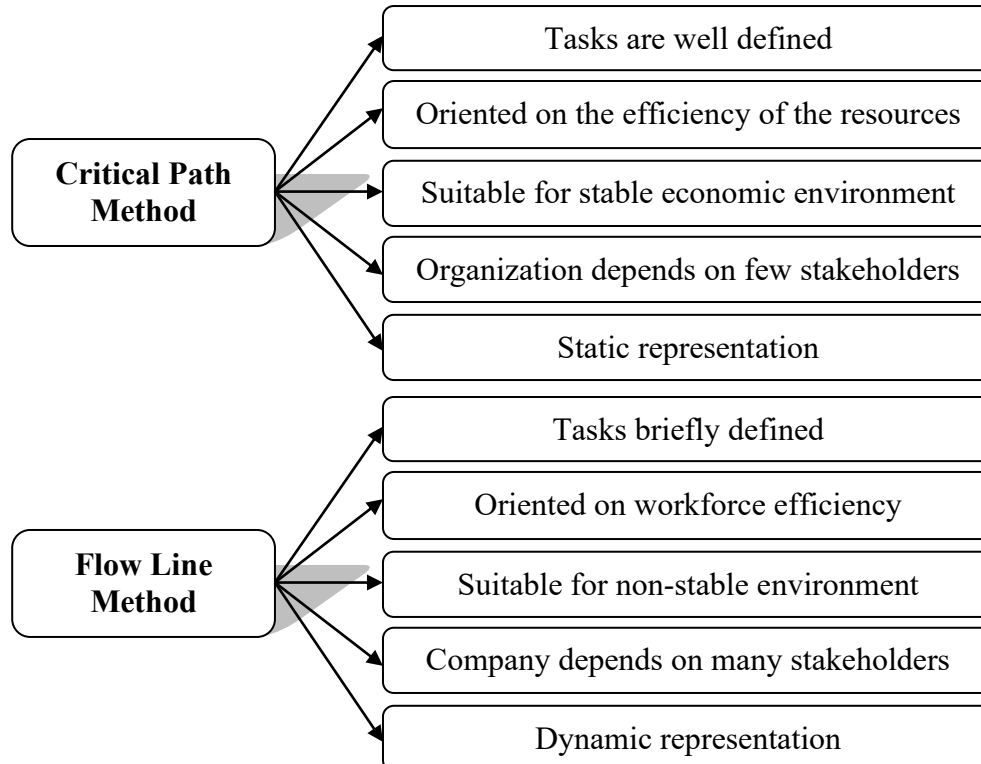 Tasks are well defined
Oriented on the efficiency of the resources
Critical Path
Method
Suitable for stable economic environment
Organization depends on few stakeholders
Static representation
Tasks briefly defined
Oriented on workforce efficiency
Flow Line
Method
Suitable for non-stable environment
Company depends on many stakeholders
Dynamic representation